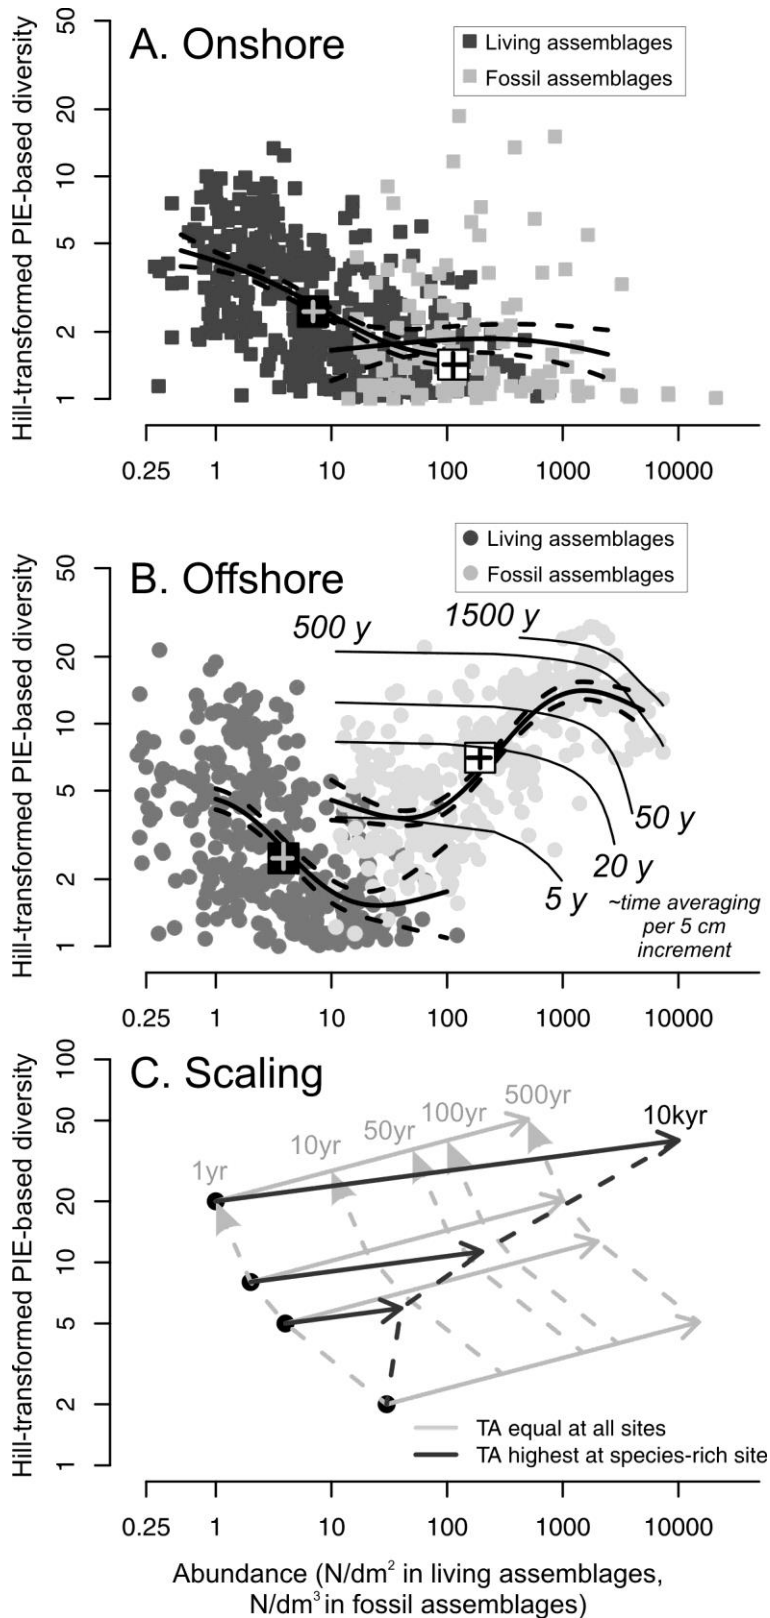 A. Onshore
Living assemblages
Fossil assemblages
Hill-transformed PIE-based diversity
50
20
10
5
2
1
0.25 1 10 100 1000 10000
B. Offshore
Living assemblages
Fossil assemblages
Hill-transformed PIE-based diversity
50
20
10
5
2
1
500 y
1500 y
50 y
20 y
5 y
~time averaging
per 5 cm
increment
0.25 1 10 100 1000 10000
C. Scaling
Hill-transformed PIE-based diversity
100
50
20
10
5
2
1
1yr
10yr
50yr
100yr
500yr
10kyr
TA equal at all sites
TA highest at species-rich site
0.25 1 10 100 1000 10000
Abundance (N/dm² in living assemblages,
N/dm³ in fossil assemblages)